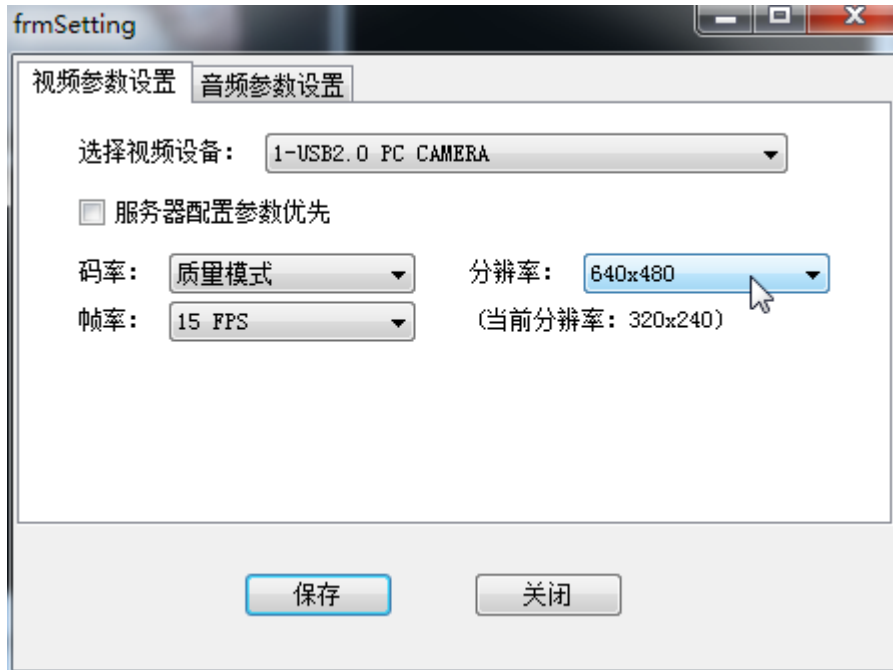 frmSetting
视频参数设置 音频参数设置
选择视频设备: 1-USB2.0 PC CAMERA
服务器配置参数优先
码率: 质量模式 分辨率: 640x480
帧率: 15 FPS (当前分辨率: 320x240)
保存 关闭